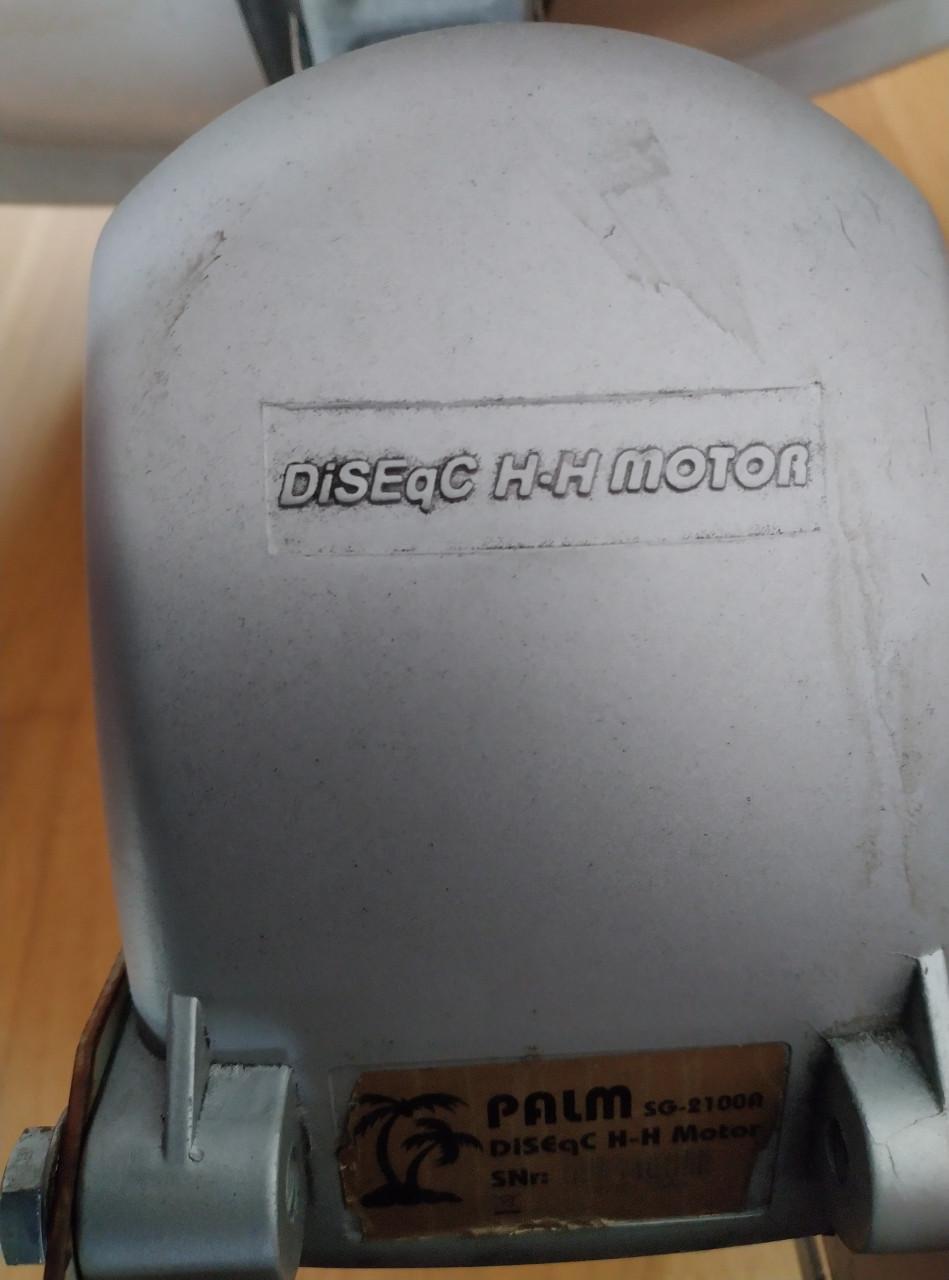 DiSEqC H-H MOTOR
PALM SG-2100A
DiSEqC H-H Motor
SNr: